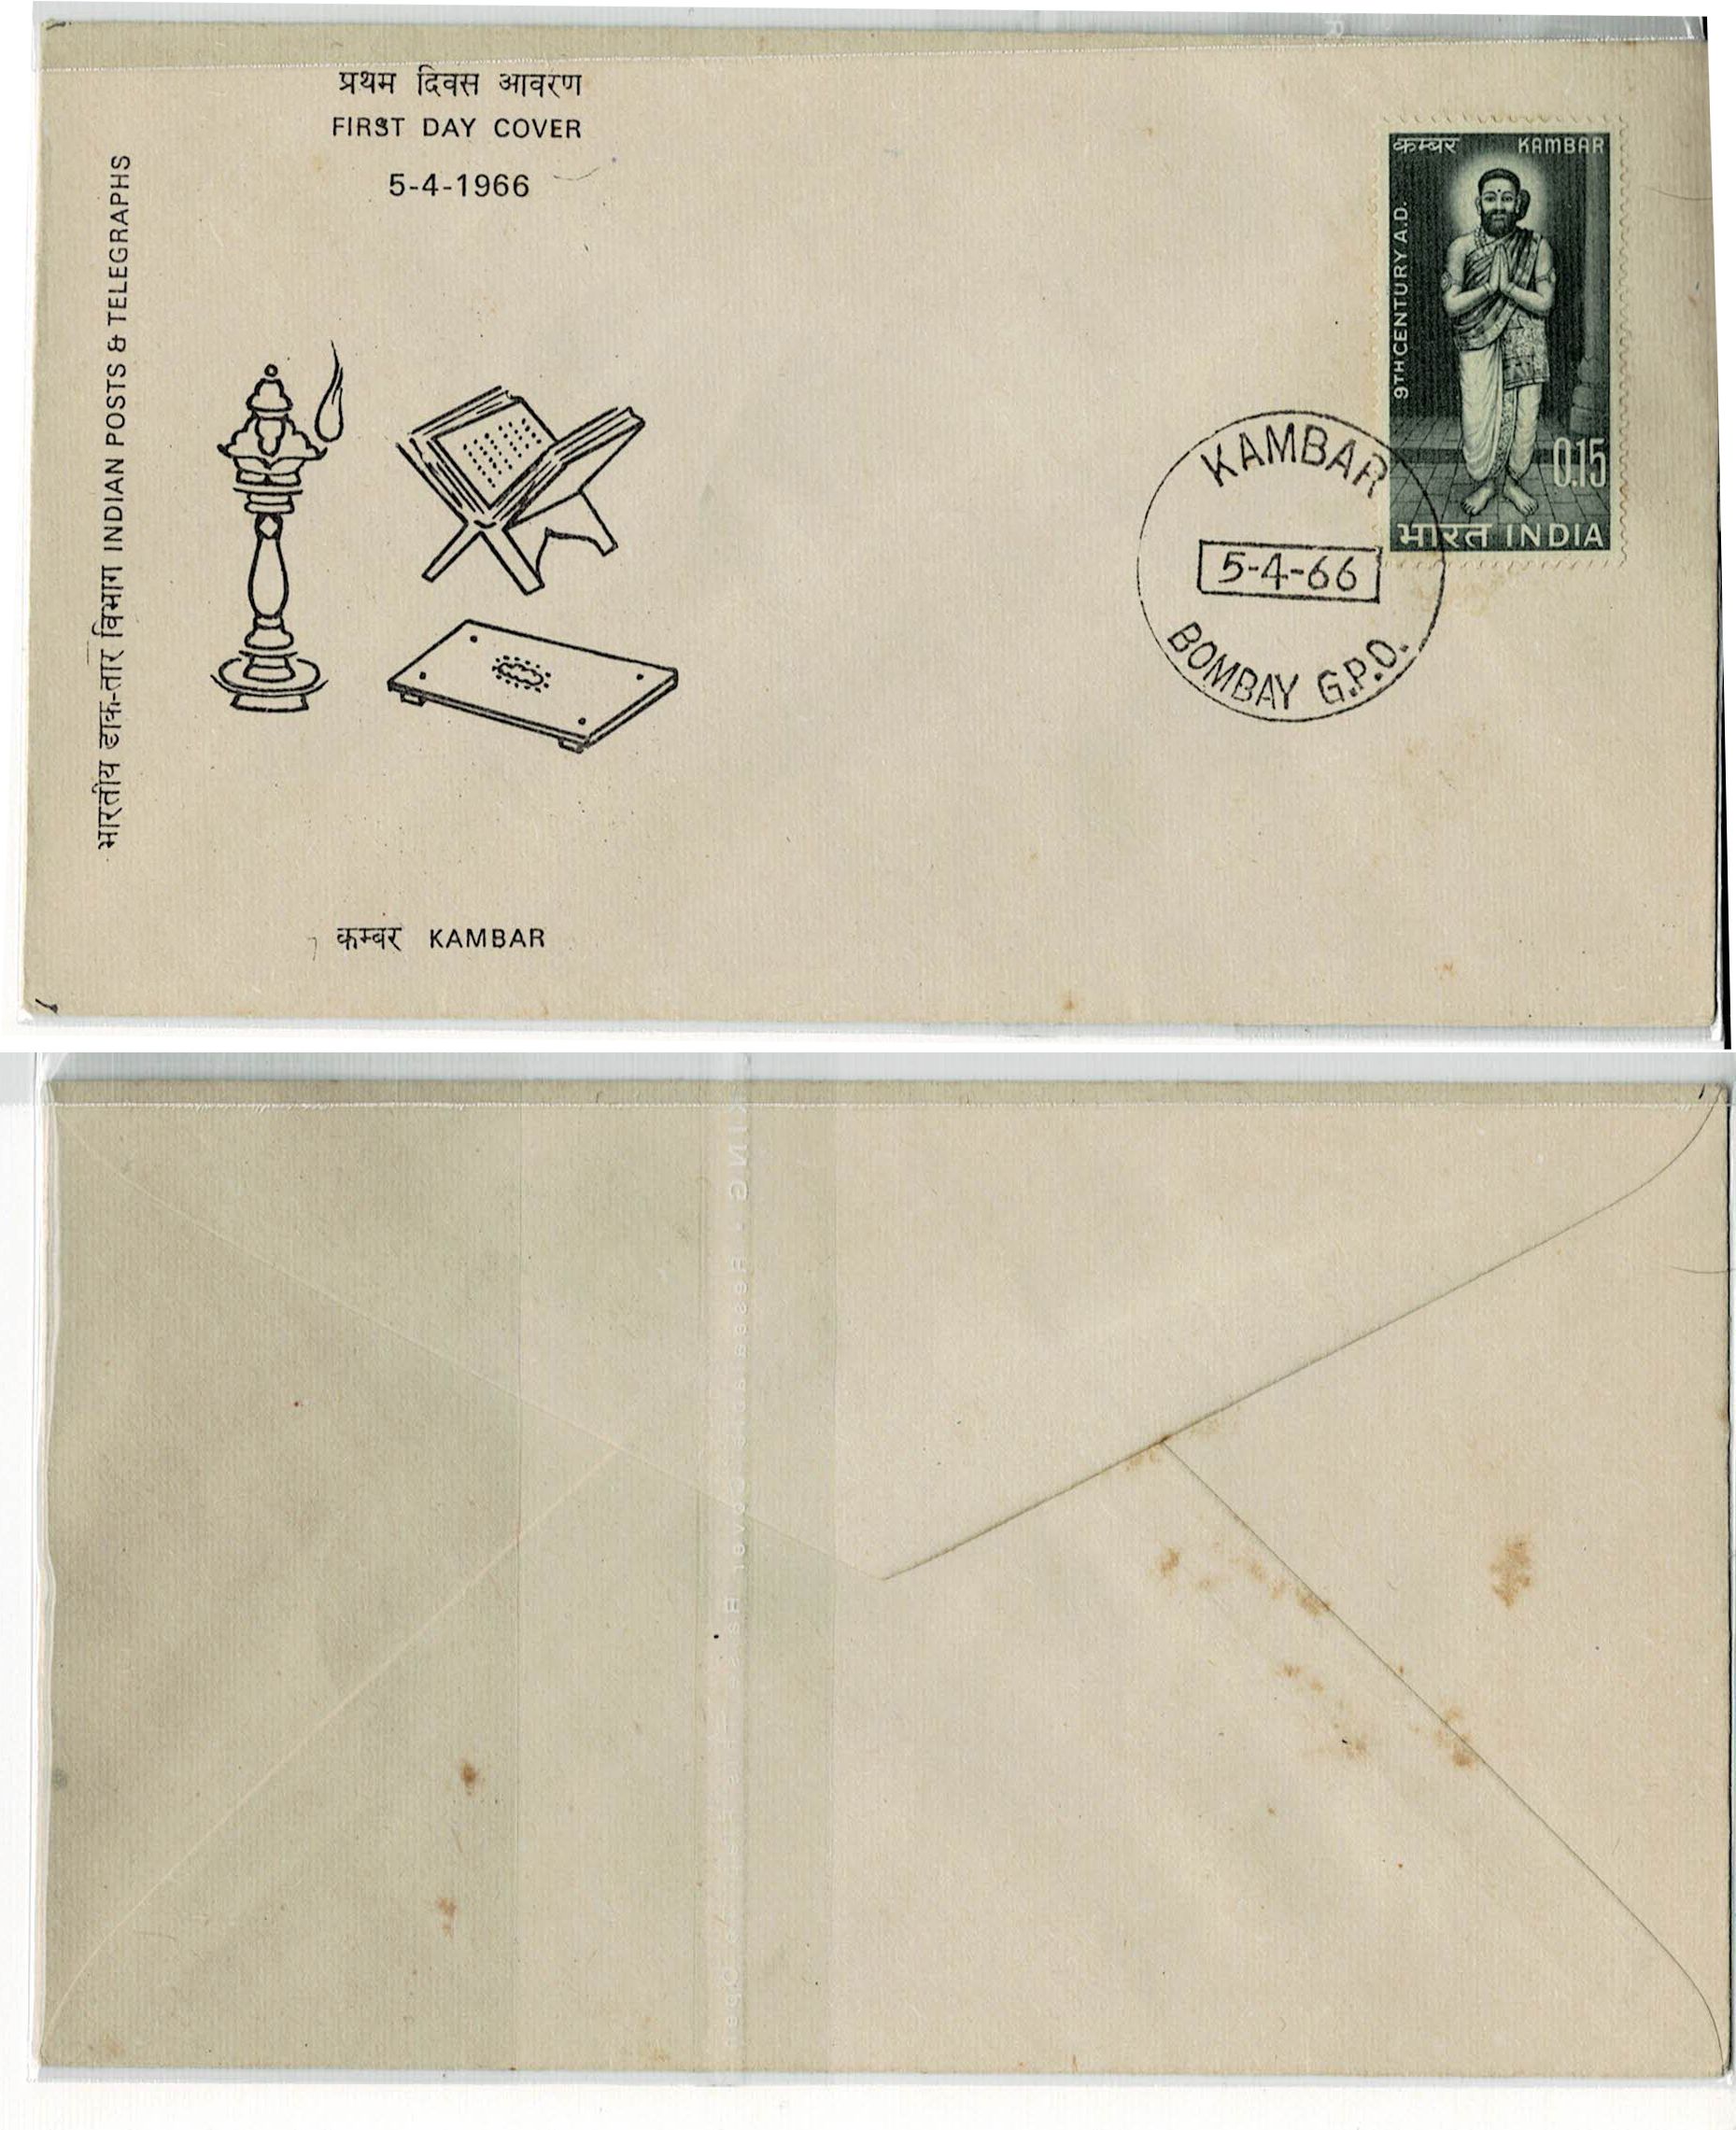 प्रथम दिवस आवरण
FIRST DAY COVER
5-4-1966
भारतीय डाक-तार विभाग INDIAN POSTS & TELEGRAPHS
कम्बर KAMBAR
9TH CENTURY A.D.
0.15
भारत INDIA
KAMBAR
5-4-66
BOMBAY G.P.O.
कम्बर KAMBAR